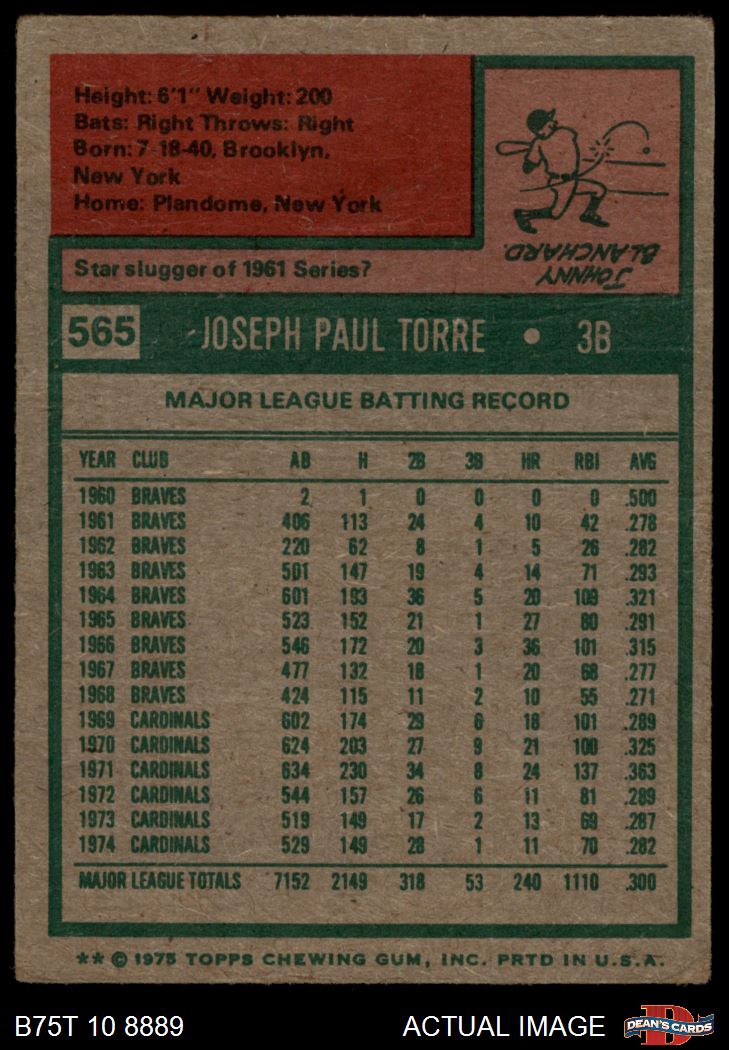 Height: 6'1" Weight: 200
Bats: Right Throws: Right
Born: 7-18-40, Brooklyn,
New York
Home: Plandome, New York
Star slugger of 1961 Series?
JOHNNY
BLANCHARD.
565 JOSEPH PAUL TORRE • 3B
MAJOR LEAGUE BATTING RECORD
YEAR CLUB AB H 2B 3B HR RBI AVG
1960 BRAVES 2 1 0 0 0 0 .500
1961 BRAVES 406 113 24 4 10 42 .278
1962 BRAVES 220 62 8 1 5 26 .282
1963 BRAVES 501 147 19 4 14 71 .293
1964 BRAVES 601 193 36 5 20 109 .321
1965 BRAVES 523 152 21 1 27 80 .291
1966 BRAVES 546 172 20 3 36 101 .315
1967 BRAVES 477 132 18 1 20 68 .277
1968 BRAVES 424 115 11 2 10 55 .271
1969 CARDINALS 602 174 29 6 18 101 .289
1970 CARDINALS 624 203 27 9 21 100 .325
1971 CARDINALS 634 230 34 8 24 137 .363
1972 CARDINALS 544 157 26 6 11 81 .289
1973 CARDINALS 519 149 17 2 13 69 .287
1974 CARDINALS 529 149 28 1 11 70 .282
MAJOR LEAGUE TOTALS 7152 2149 318 53 240 1110 .300
** © 1975 TOPPS CHEWING GUM, INC. PRTD IN U.S.A.
B75T 10 8889 ACTUAL IMAGE DEAN'S CARDS